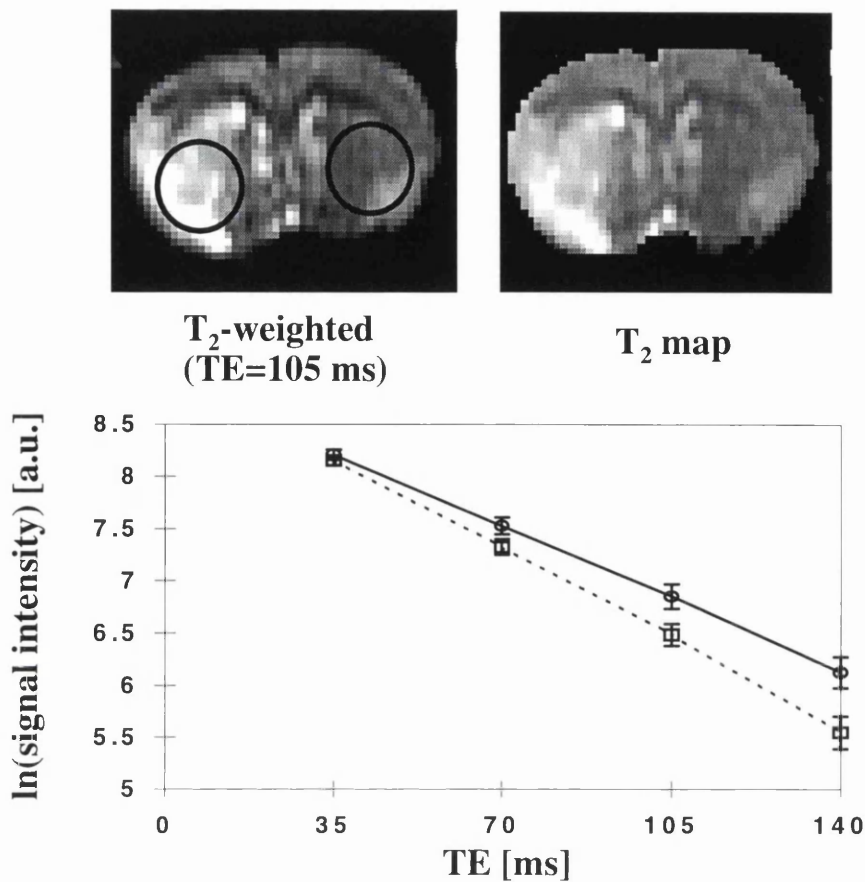 T₂-weighted
(TE=105 ms)
T₂ map
ln(signal intensity) [a.u.]
8.5
8
7.5
7
6.5
6
5.5
5
0 35 70 105 140
TE [ms]